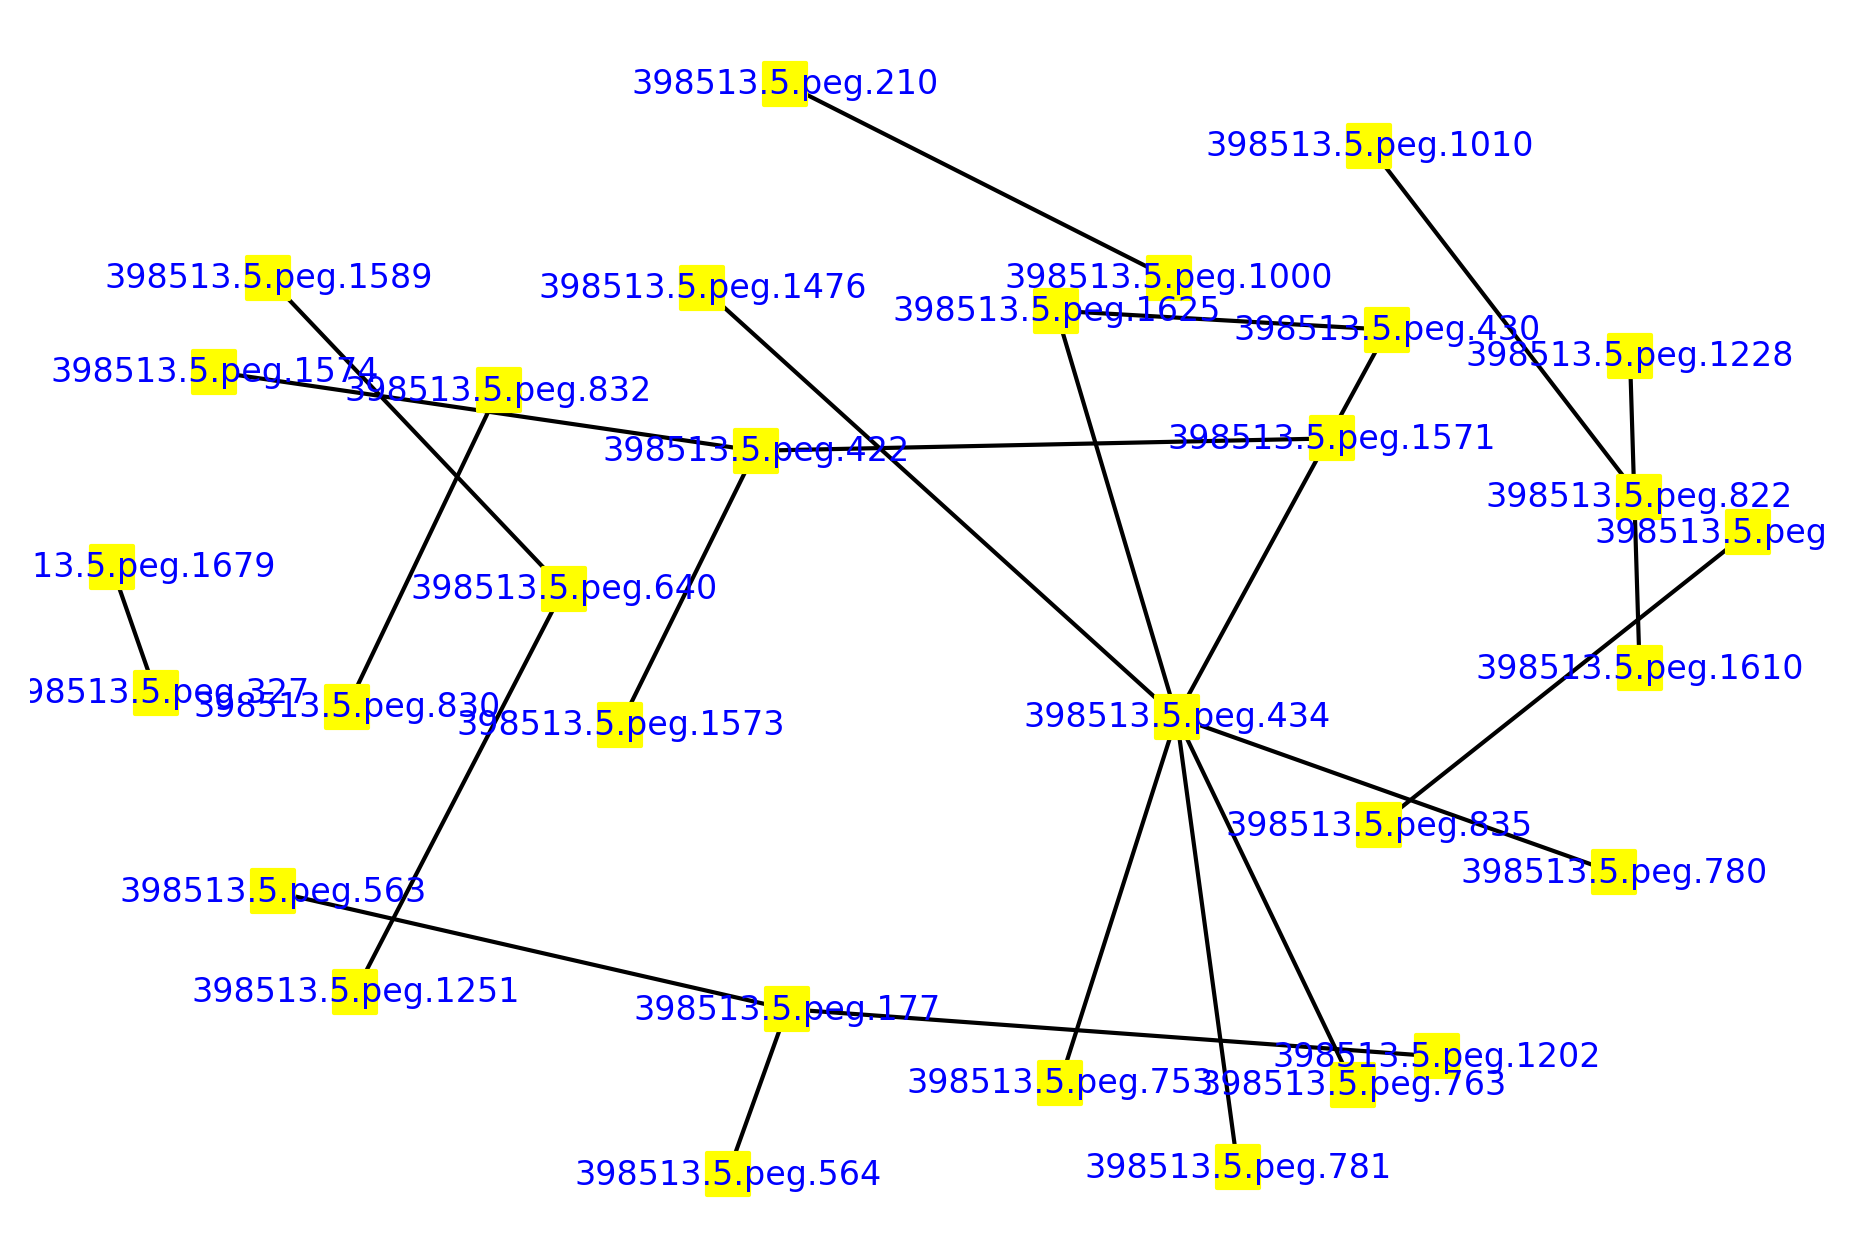 398513.5.peg.210
398513.5.peg.1010
398513.5.peg.1589
398513.5.peg.1476
398513.5.peg.1000
398513.5.peg.1625
398513.5.peg.430
398513.5.peg.1228
398513.5.peg.1574
398513.5.peg.832
398513.5.peg.422
398513.5.peg.1571
398513.5.peg.822
398513.5.peg
13.5.peg.1679
398513.5.peg.640
98513.5.peg.327
398513.5.peg.830
398513.5.peg.1573
398513.5.peg.434
398513.5.peg.1610
398513.5.peg.835
398513.5.peg.780
398513.5.peg.563
398513.5.peg.1251
398513.5.peg.177
398513.5.peg.1202
398513.5.peg.753
398513.5.peg.763
398513.5.peg.564
398513.5.peg.781